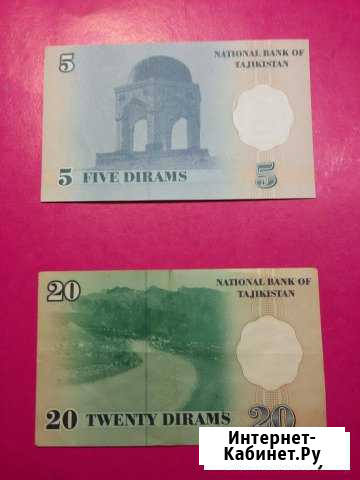 5
NATIONAL BANK OF
TAJIKISTAN
5 FIVE DIRAMS 5
20
NATIONAL BANK OF
TAJIKISTAN
20 TWENTY DIRAMS 20
Интернет-
Кабинет.Ру